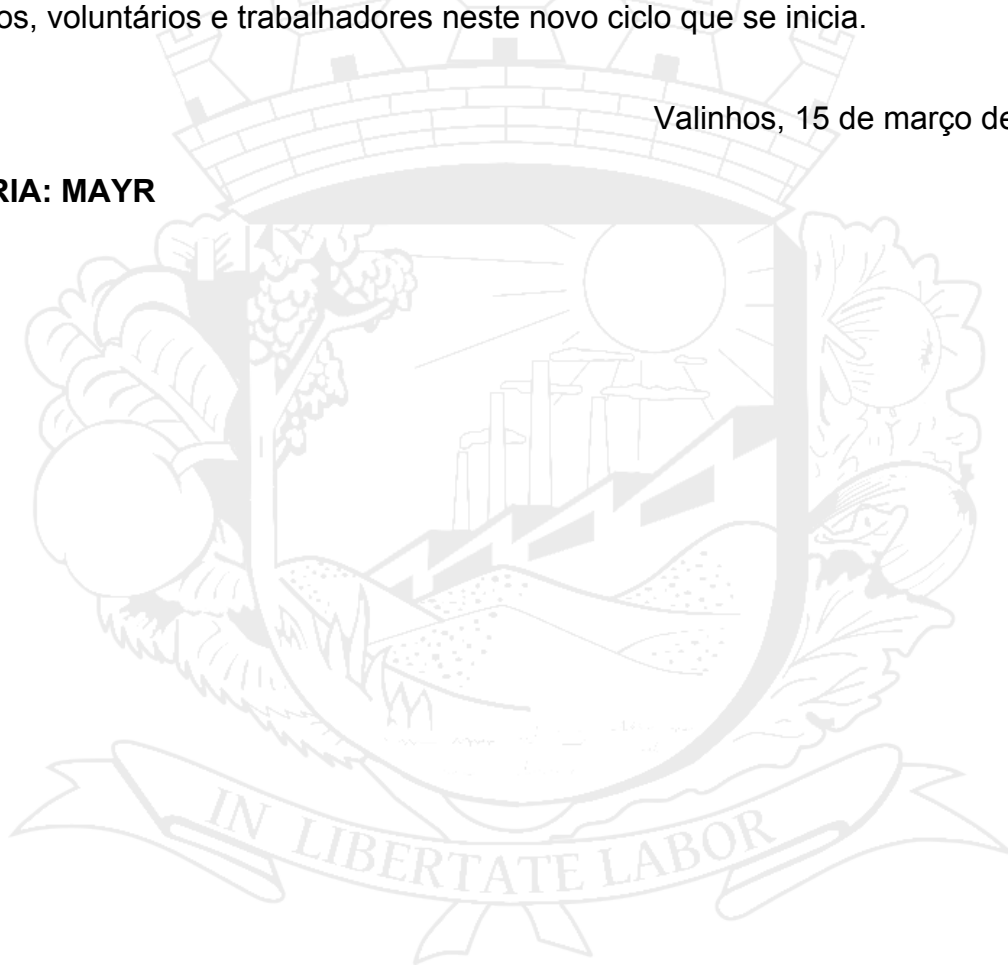 os, voluntários e trabalhadores neste novo ciclo que se inicia.
Valinhos, 15 de março de
RIA: MAYR
IN LIBERTATE LABOR